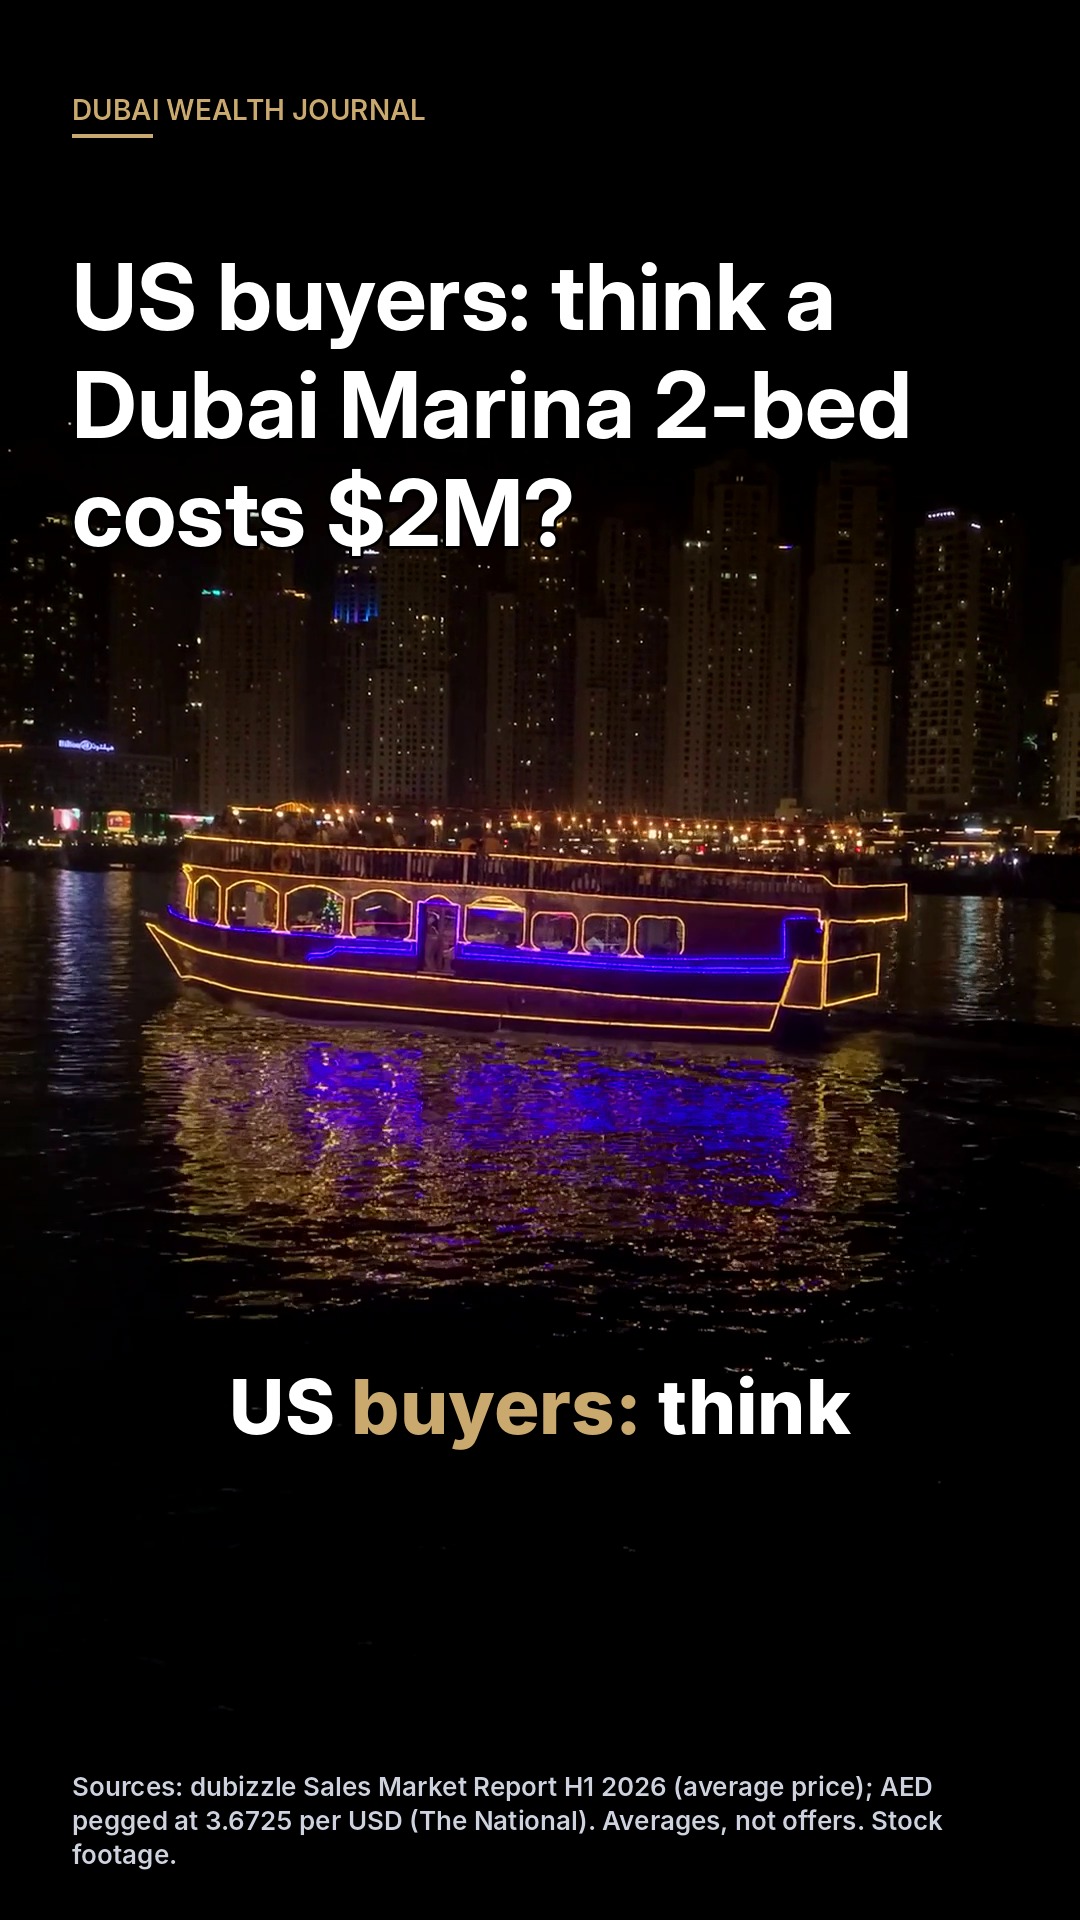 DUBAI WEALTH JOURNAL
US buyers: think a
Dubai Marina 2-bed
costs $2M?
SOFITEL
Hilton
US buyers: think
Sources: dubizzle Sales Market Report H1 2026 (average price); AED
pegged at 3.6725 per USD (The National). Averages, not offers. Stock
footage.